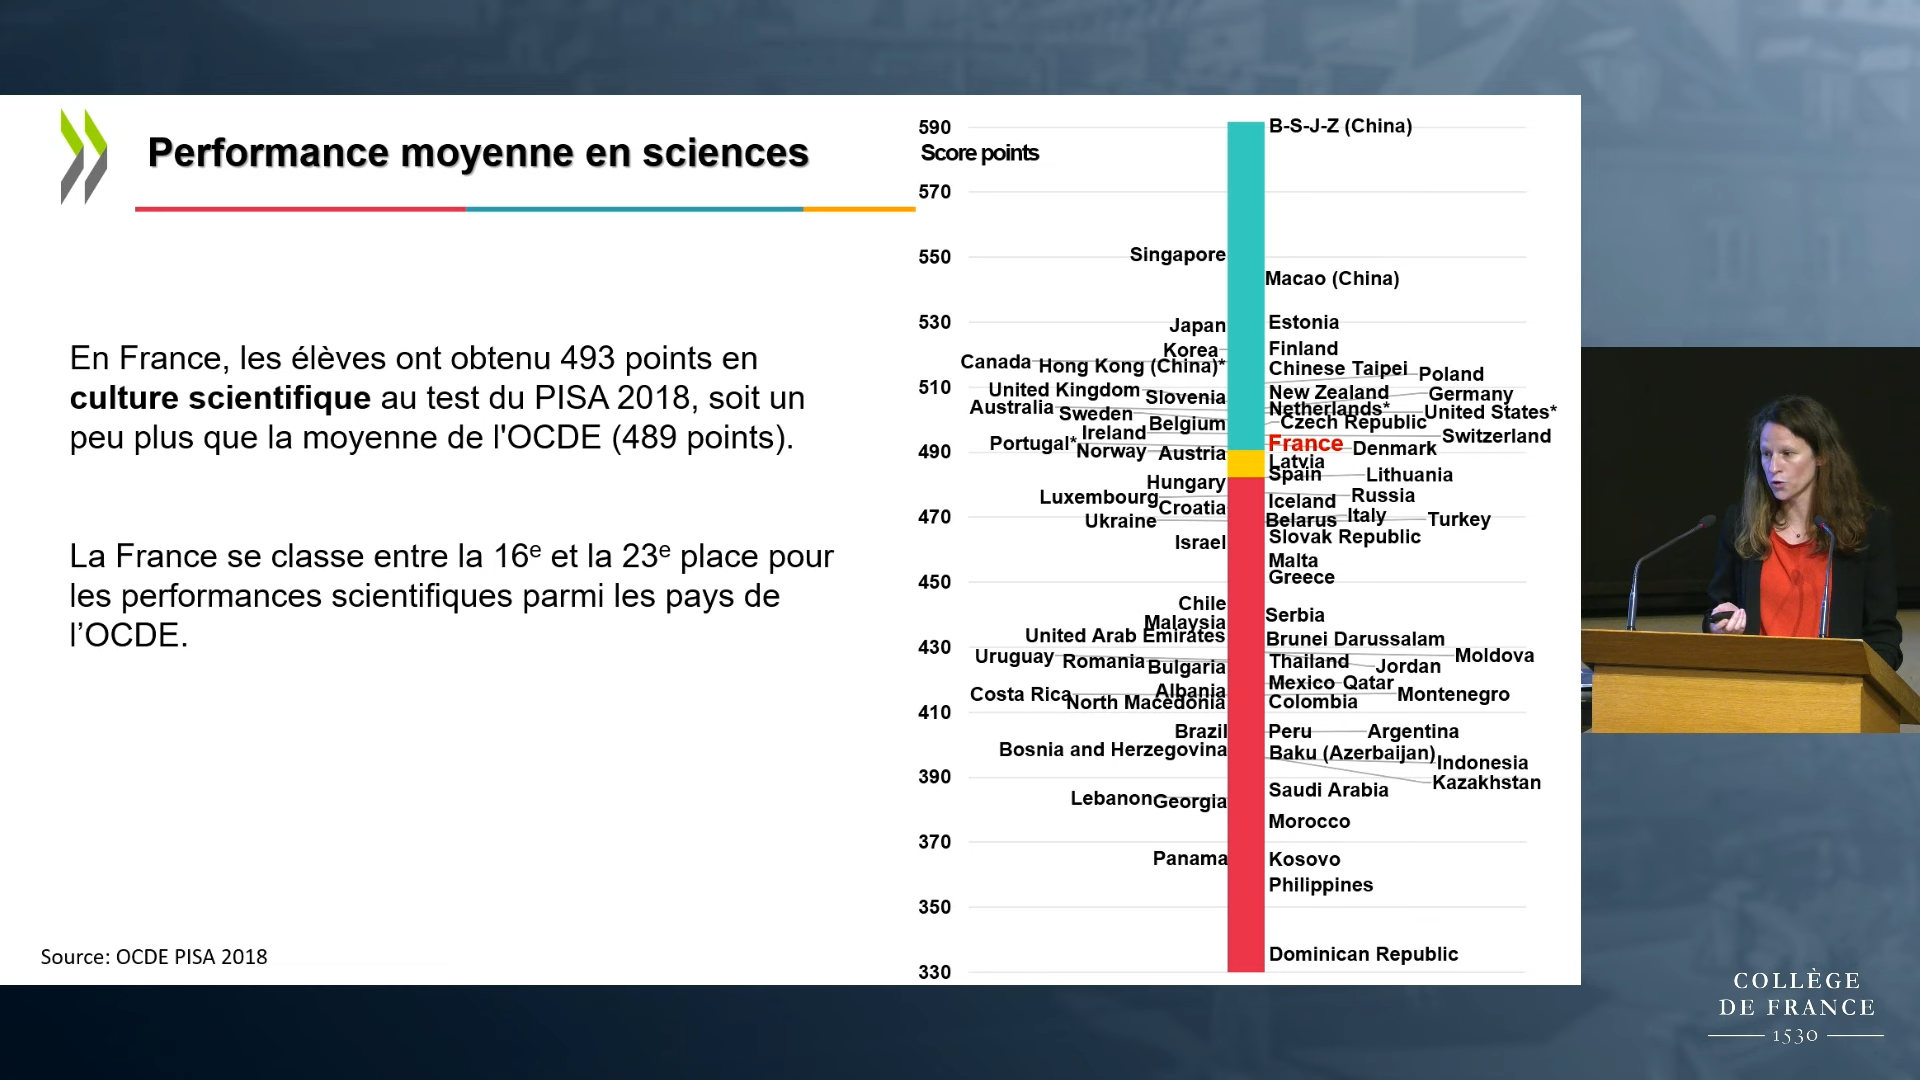 Performance moyenne en sciences
En France, les élèves ont obtenu 493 points en
culture scientifique au test du PISA 2018, soit un
peu plus que la moyenne de l'OCDE (489 points).
La France se classe entre la 16e et la 23e place pour
les performances scientifiques parmi les pays de
l’OCDE.
Source: OCDE PISA 2018
590 B-S-J-Z (China)
Score points
570
550 Singapore
Macao (China)
530 Japan Estonia
Korea Finland
Canada Hong Kong (China)* Chinese Taipei Poland
510 United Kingdom Slovenia New Zealand Germany
Australia Sweden Netherlands* United States*
Ireland Belgium Czech Republic Switzerland
Portugal* Norway France Denmark
490 Austria Latvia
Hungary Spain Lithuania
Luxembourg Croatia Iceland Russia
470 Ukraine Belarus Italy Turkey
Slovak Republic
Israel Malta
450 Greece
Chile Serbia
Malaysia
430 United Arab Emirates Brunei Darussalam
Uruguay Romania Bulgaria Thailand Jordan Moldova
Costa Rica Albania Mexico Qatar Montenegro
410 North Macedonia Colombia
Brazil Peru Argentina
Bosnia and Herzegovina Baku (Azerbaijan) Indonesia
390 Kazakhstan
Lebanon Georgia Saudi Arabia
Morocco
370
Panama Kosovo
Philippines
350
Dominican Republic
330
COLLÈGE
DE FRANCE
1530